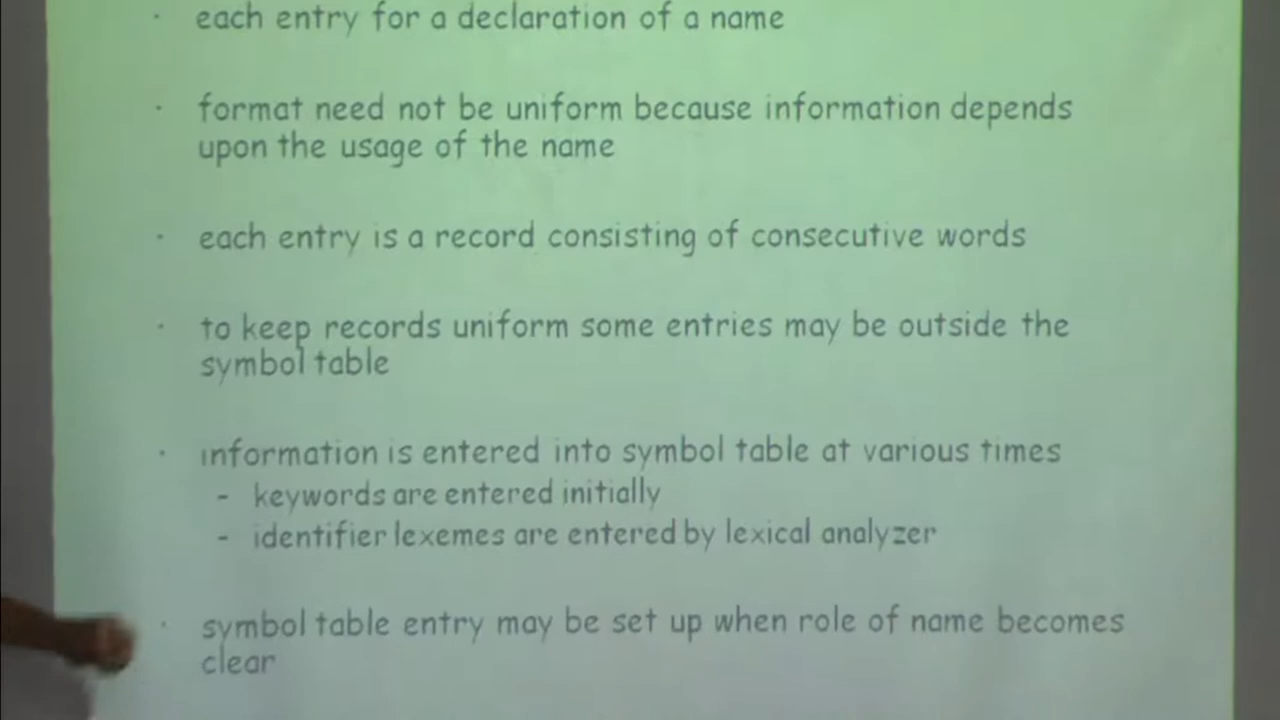 · each entry for a declaration of a name
· format need not be uniform because information depends
upon the usage of the name
· each entry is a record consisting of consecutive words
· to keep records uniform some entries may be outside the
symbol table
· information is entered into symbol table at various times
- keywords are entered initially
- identifier lexemes are entered by lexical analyzer
· symbol table entry may be set up when role of name becomes
clear